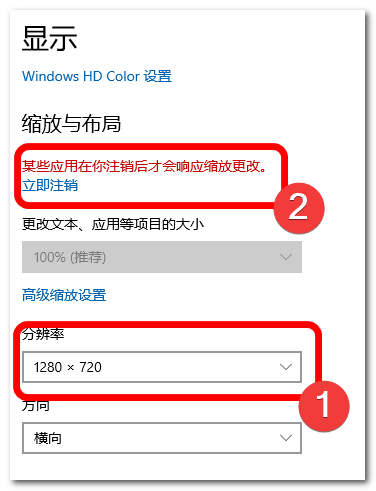 显示
Windows HD Color 设置
缩放与布局
某些应用在你注销后才会响应缩放更改。
立即注销
2
更改文本、应用等项目的大小
100% (推荐)
高级缩放设置
分辨率
1280 × 720
1
方向
横向